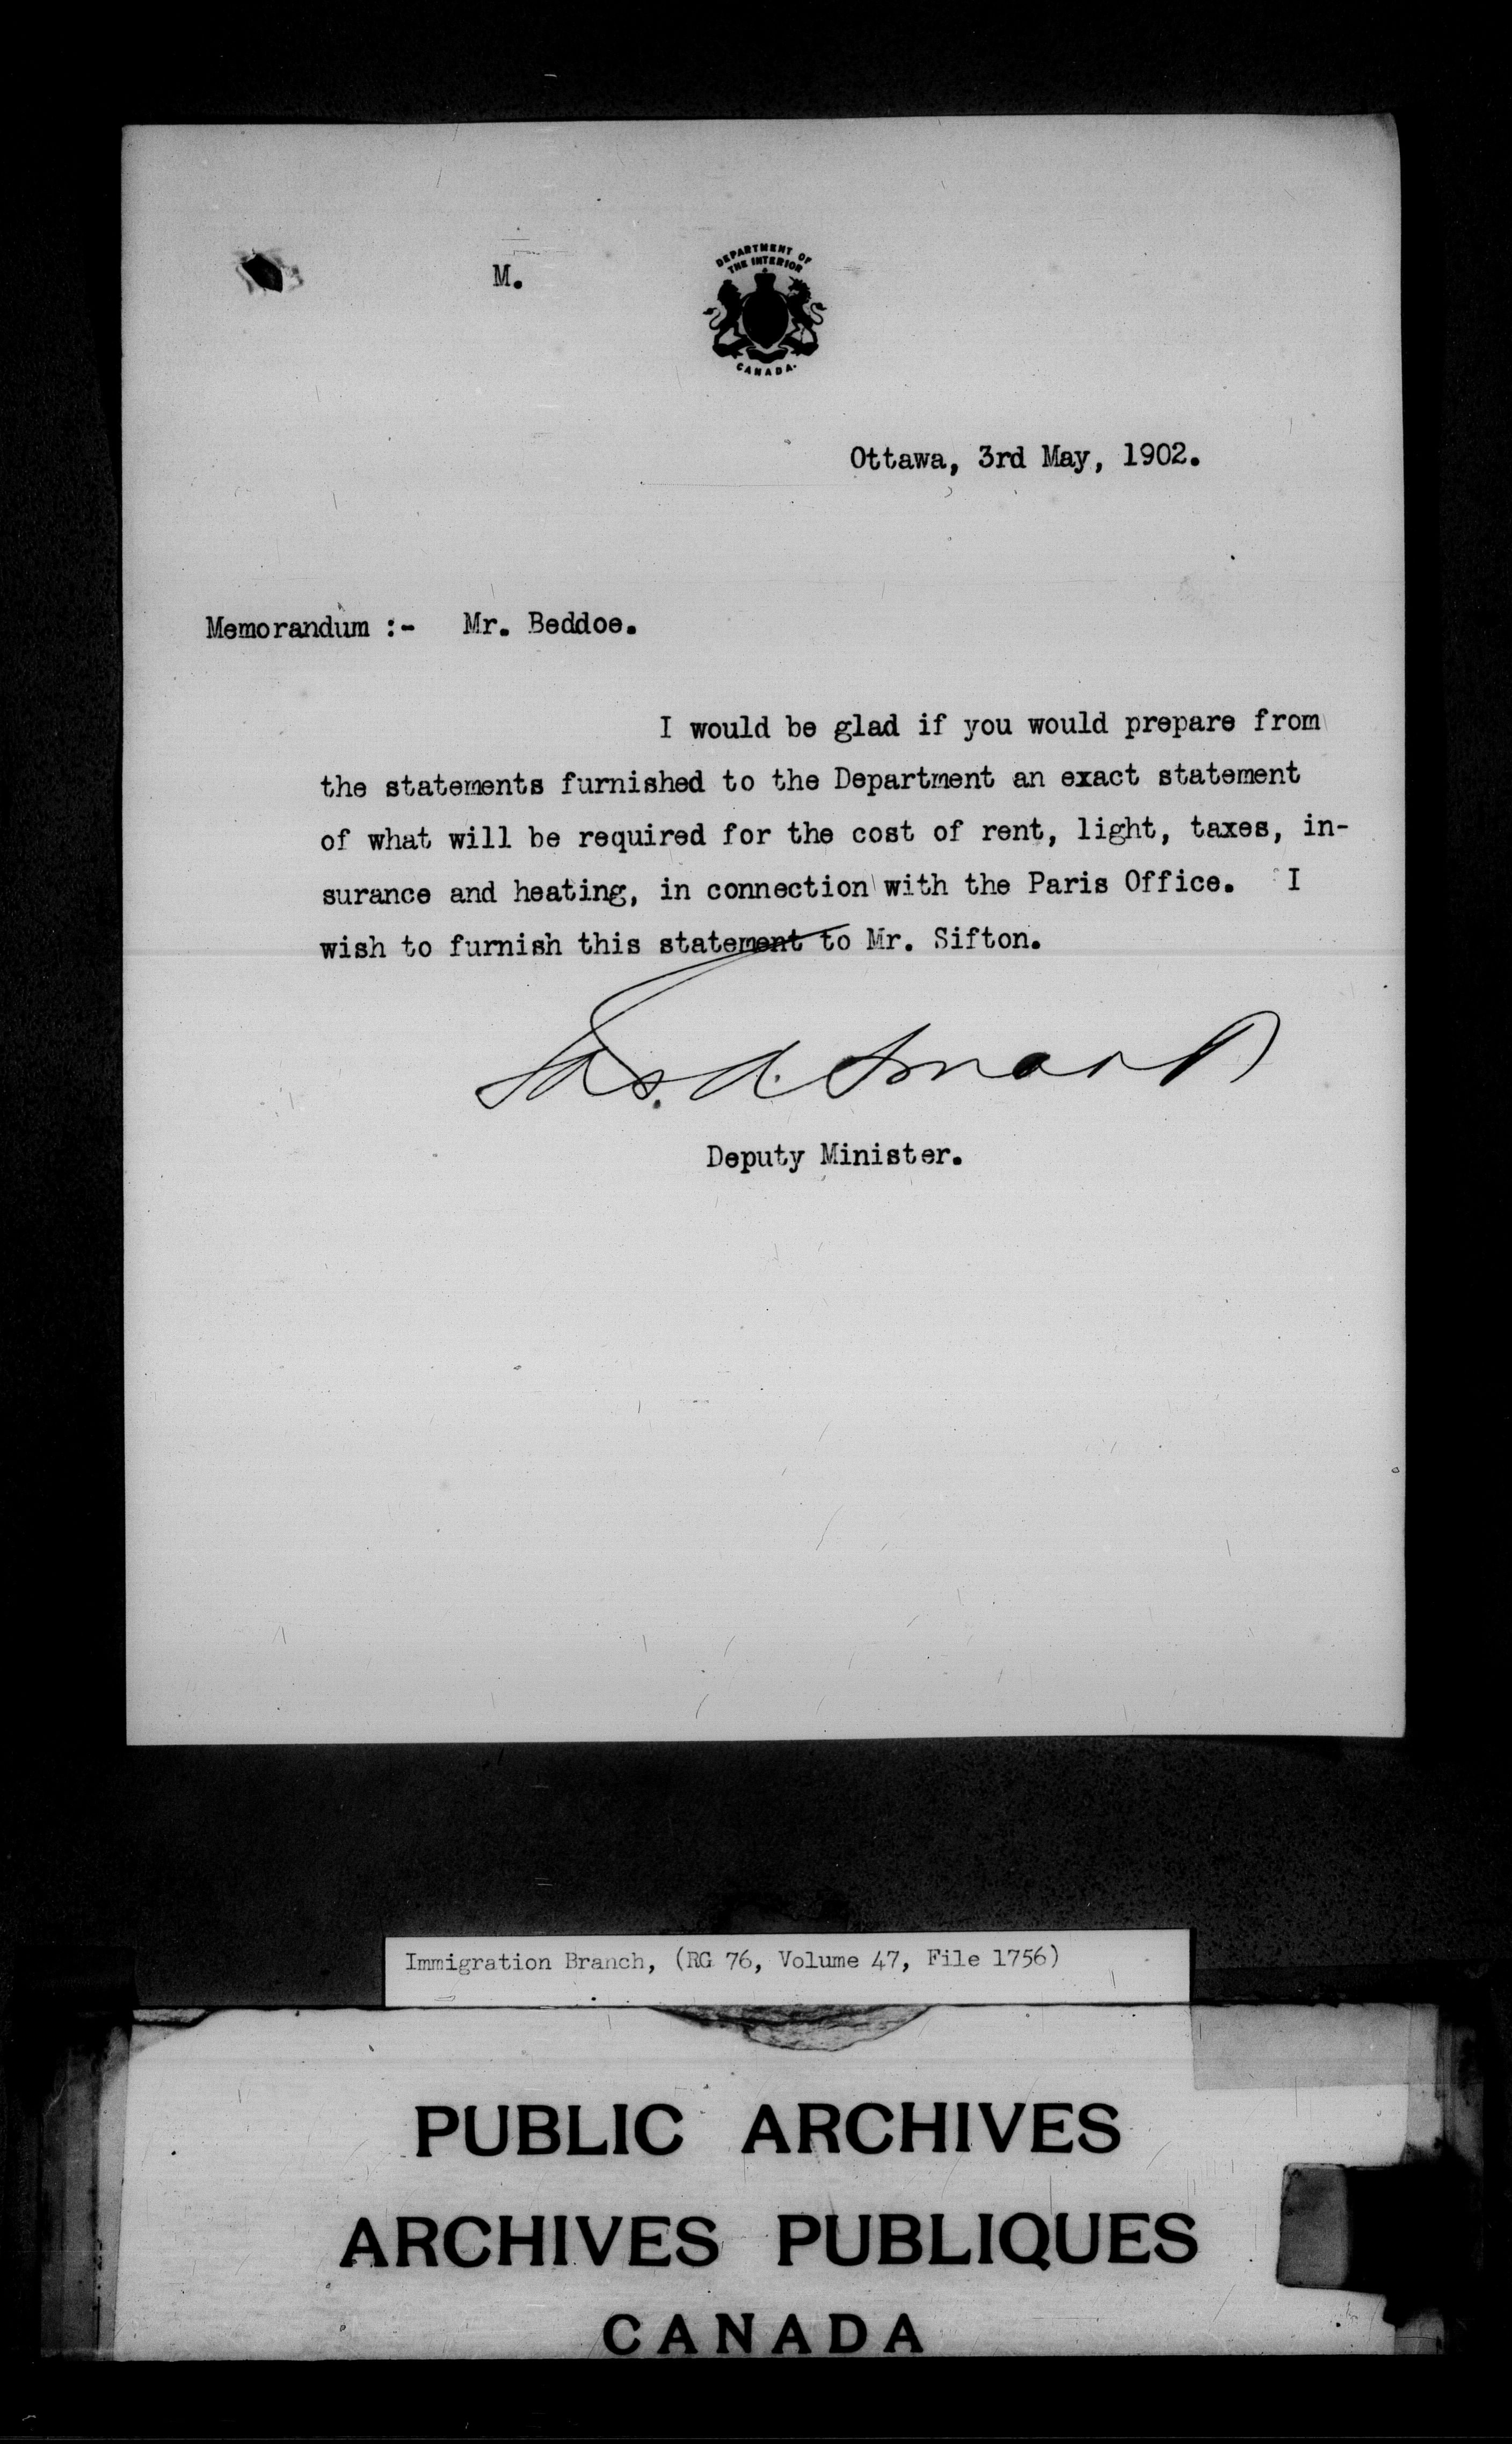 M.
DEPARTMENT OF
THE INTERIOR
CANADA.
Ottawa, 3rd May, 1902.
Memorandum :- Mr. Beddoe.
I would be glad if you would prepare from
the statements furnished to the Department an exact statement
of what will be required for the cost of rent, light, taxes, in-
surance and heating, in connection with the Paris Office. I
wish to furnish this statement to Mr. Sifton.
Jas. A. Smart
Deputy Minister.
Immigration Branch, (RG 76, Volume 47, File 1756)
PUBLIC ARCHIVES
ARCHIVES PUBLIQUES
CANADA